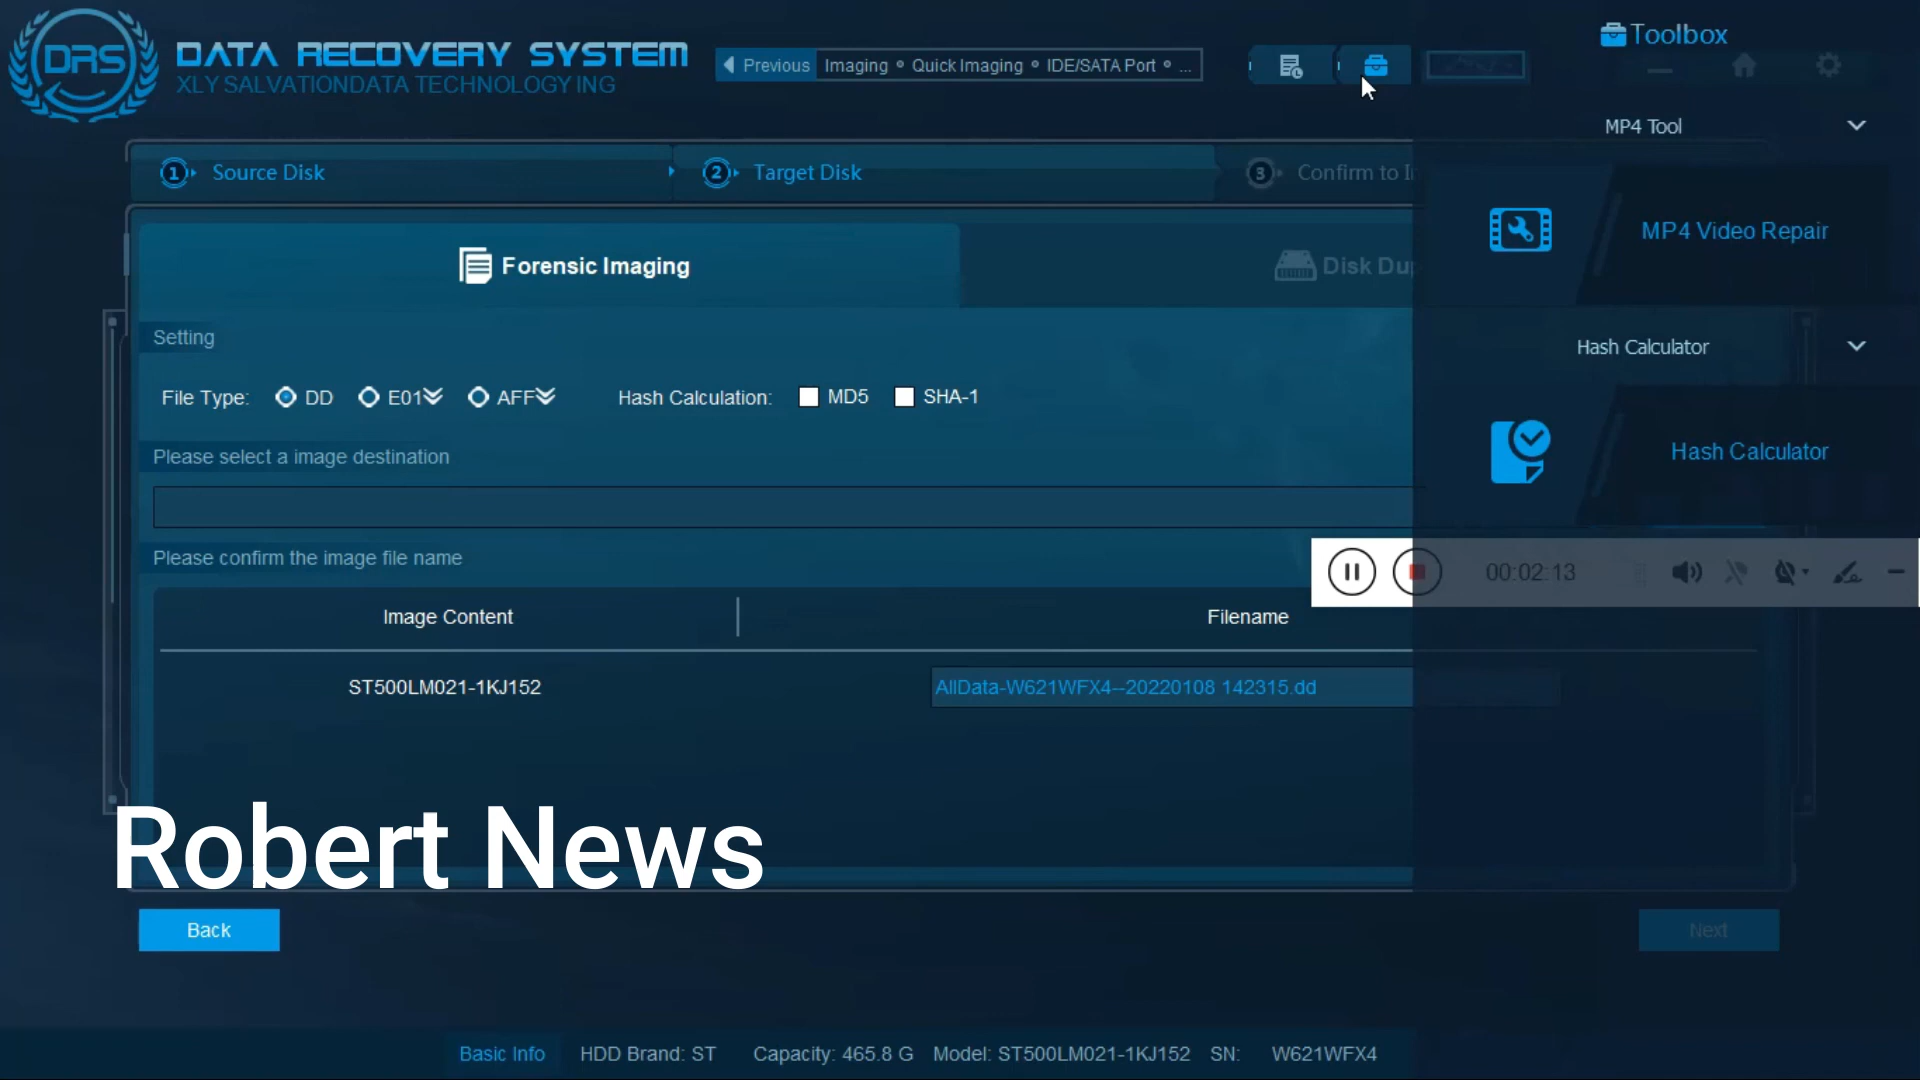 DRS
DATA RECOVERY SYSTEM
XLY SALVATIONDATA TECHNOLOGY ING
Previous Imaging Quick Imaging IDE/SATA Port ...
Toolbox
MP4 Tool
1 Source Disk
2 Target Disk
3 Confirm to I
MP4 Video Repair
Forensic Imaging
Disk Dup
Setting
Hash Calculator
File Type: DD E01 AFF Hash Calculation: MD5 SHA-1
Hash Calculator
Please select a image destination
Please confirm the image file name
00:02:13
Image Content Filename
ST500LM021-1KJ152 AllData-W621WFX4--20220108 142315.dd
Robert News
Back
Next
Basic Info HDD Brand: ST Capacity: 465.8 G Model: ST500LM021-1KJ152 SN: W621WFX4